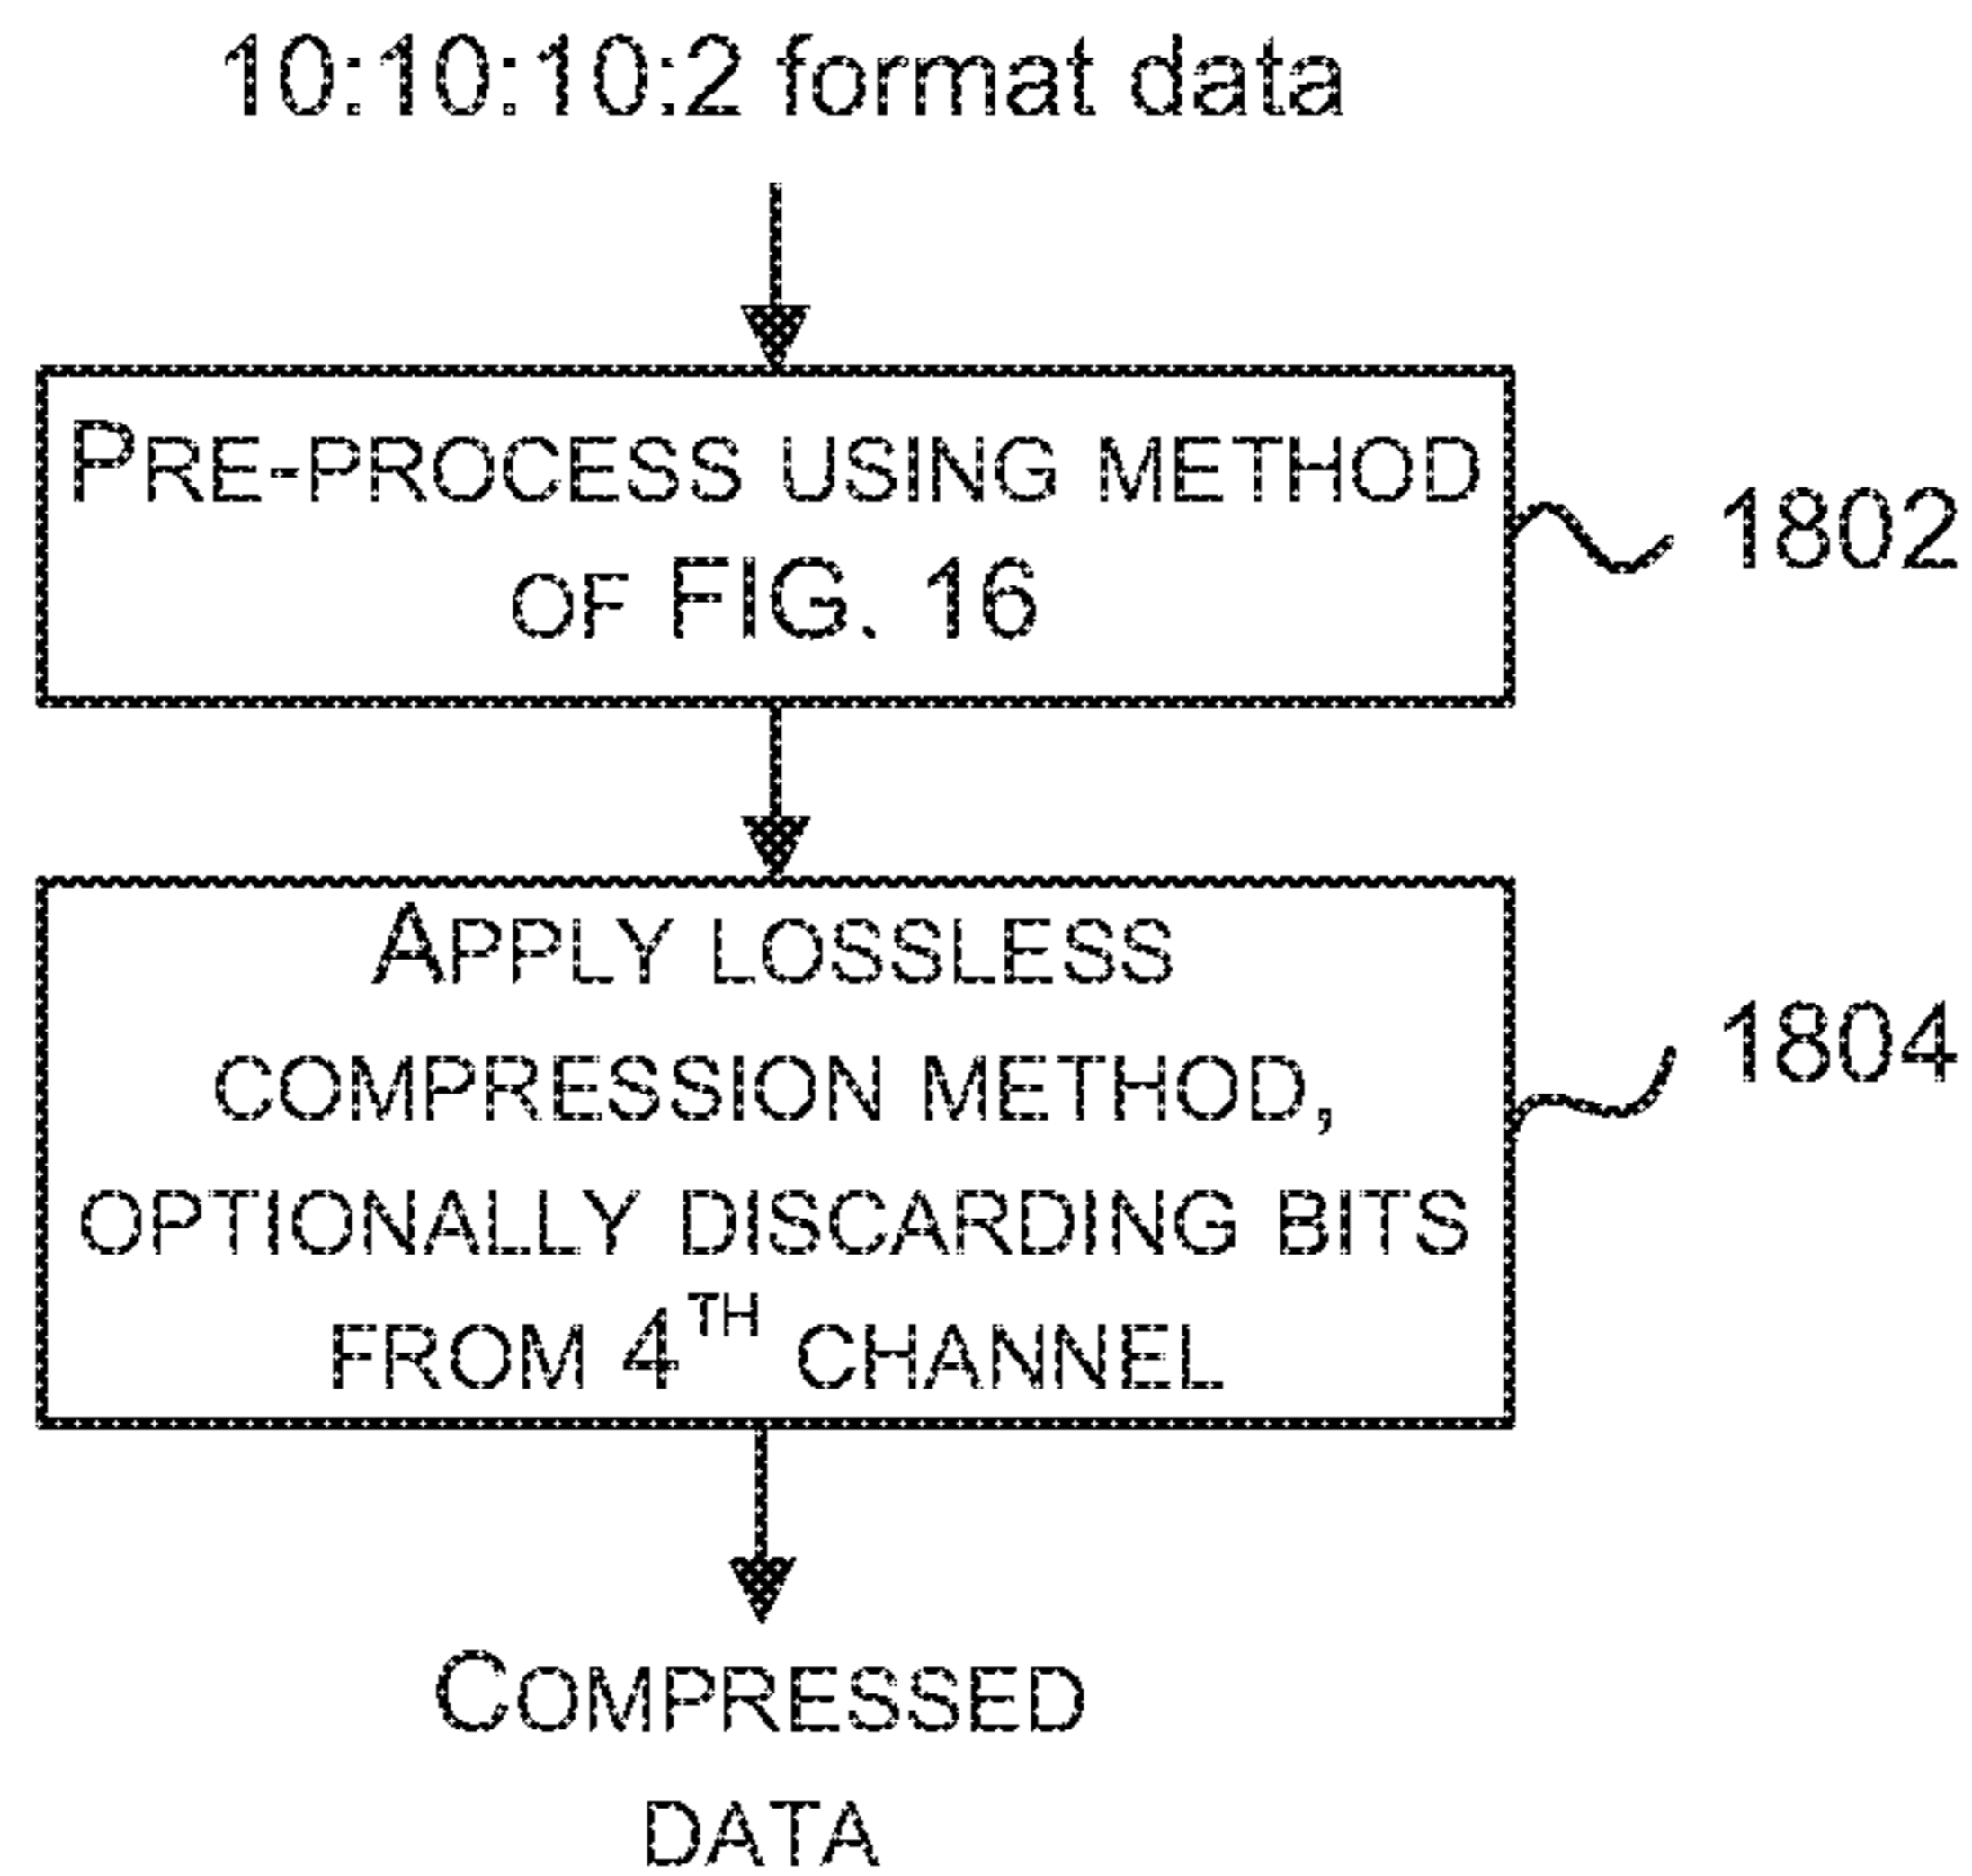 10:10:10:2 format data
PRE-PROCESS USING METHOD
OF FIG. 16
1802
APPLY LOSSLESS
COMPRESSION METHOD,
OPTIONALLY DISCARDING BITS
FROM 4TH CHANNEL
1804
COMPRESSED
DATA